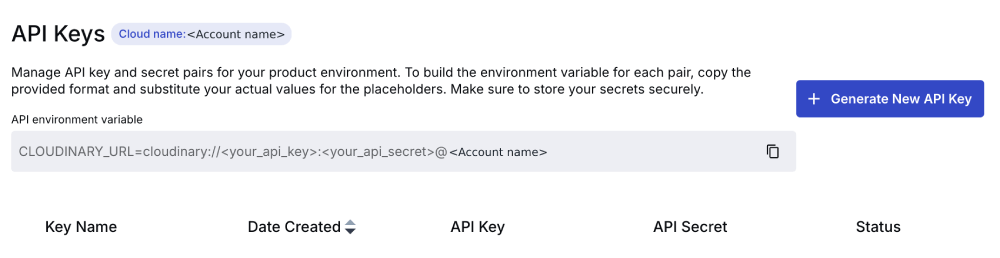 API Keys Cloud name: <Account name>
Manage API key and secret pairs for your product environment. To build the environment variable for each pair, copy the
provided format and substitute your actual values for the placeholders. Make sure to store your secrets securely.
+ Generate New API Key
API environment variable
CLOUDINARY_URL=cloudinary://<your_api_key>:<your_api_secret>@<Account name>
Key Name Date Created API Key API Secret Status